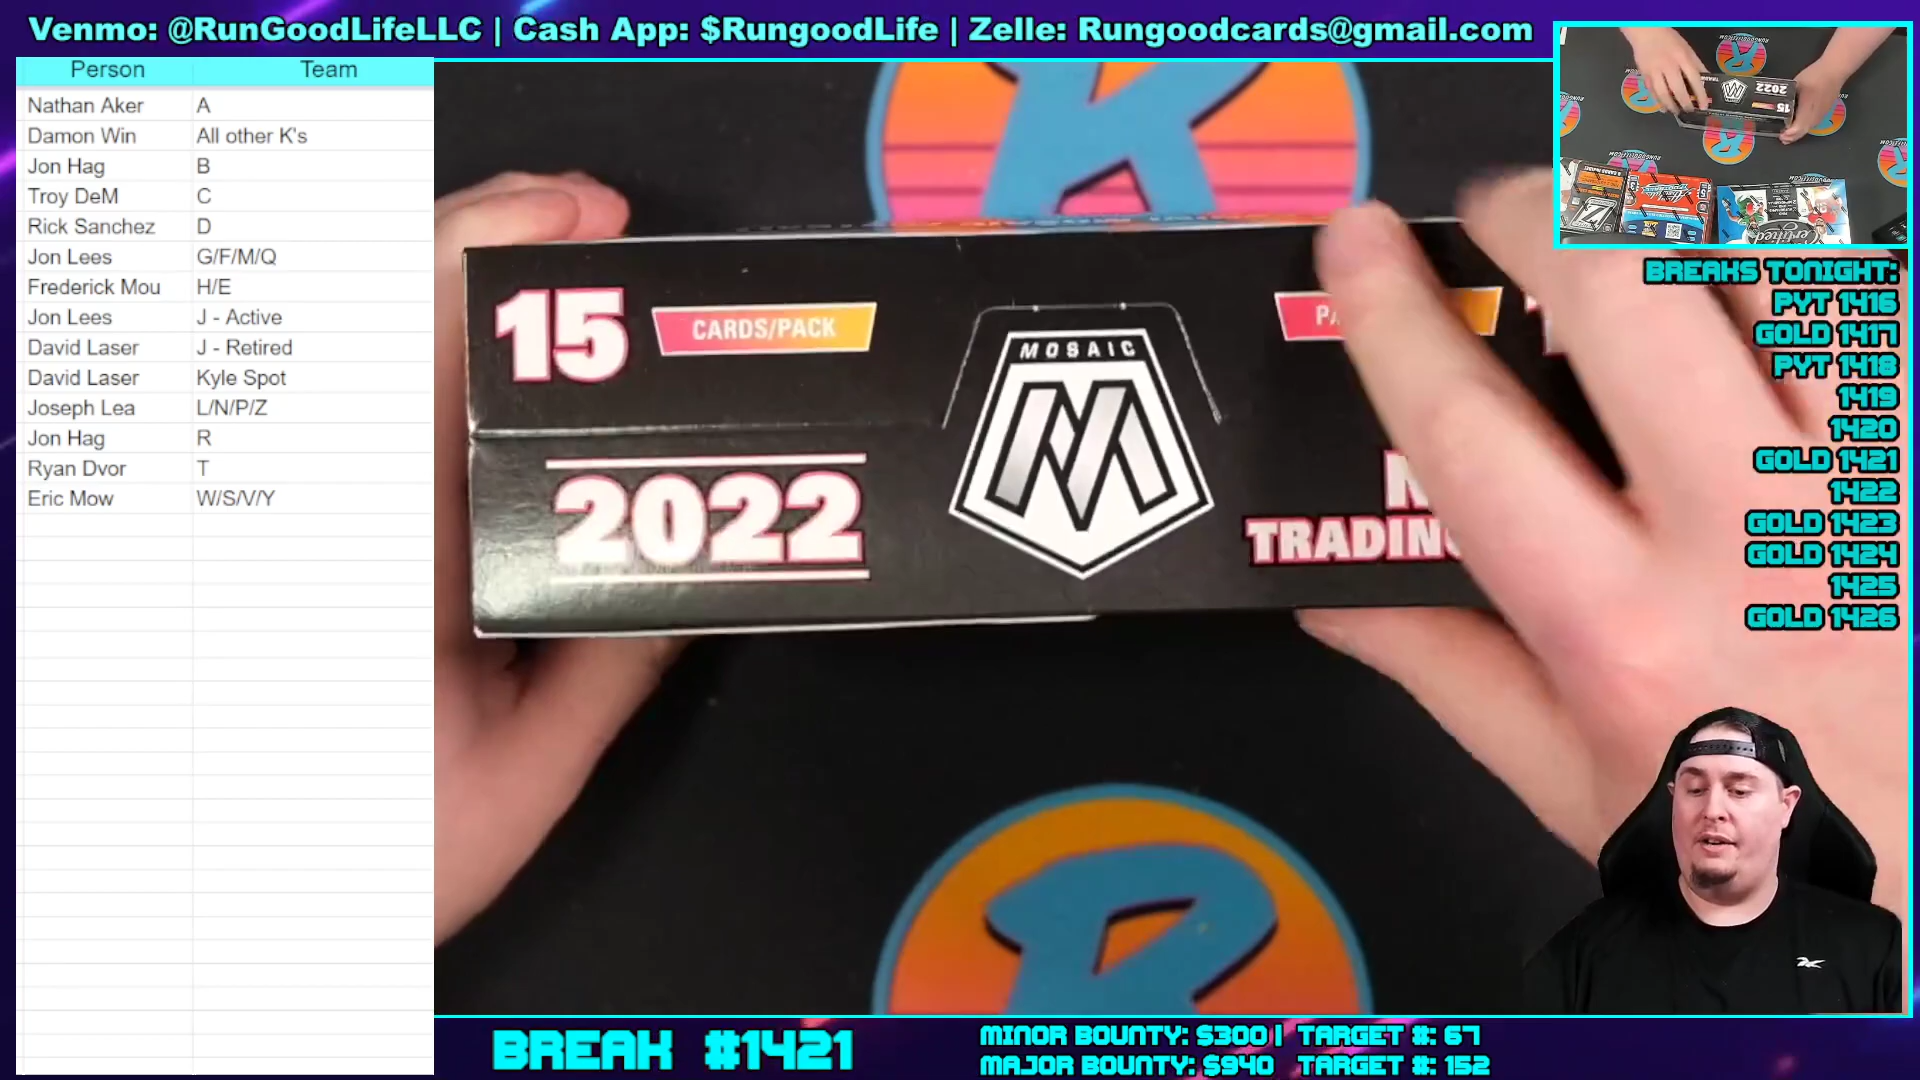 Venmo: @RunGoodLifeLLC | Cash App: $RungoodLife | Zelle: Rungoodcards@gmail.com
Person Team
Nathan Aker A
Damon Win All other K's
Jon Hag B
Troy DeM C
Rick Sanchez D
Jon Lees G/F/M/Q
Frederick Mou H/E
Jon Lees J - Active
David Laser J - Retired
David Laser Kyle Spot
Joseph Lea L/N/P/Z
Jon Hag R
Ryan Dvor T
Eric Mow W/S/V/Y
15 CARDS/PACK
MOSAIC
M
2022
R
2022
15
Certified
BREAKS TONIGHT:
PYT 1416
GOLD 1417
PYT 1418
1419
1420
GOLD 1421
1422
GOLD 1423
GOLD 1424
1425
GOLD 1426
BREAK #1421
MINOR BOUNTY: $300 | TARGET #: 67
MAJOR BOUNTY: $940 TARGET #: 152